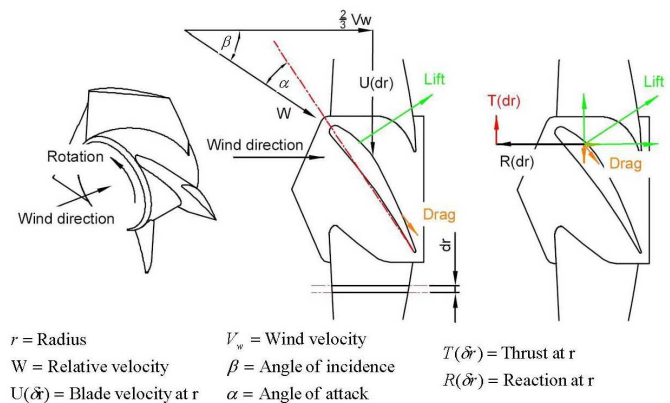 2/3 Vw
β
α
U(dr)
W
Lift
Wind direction
Drag
dr
Rotation
Wind direction
T(dr)
R(dr)
Lift
Drag
r = Radius
W = Relative velocity
U(δr) = Blade velocity at r
V_w = Wind velocity
β = Angle of incidence
α = Angle of attack
T(δr) = Thrust at r
R(δr) = Reaction at r